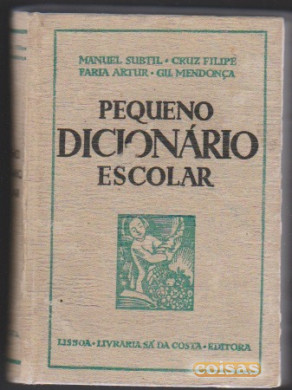 MANUEL SUBTIL · CRUZ FILIPE
FARIA ARTUR · GIL MENDONÇA
PEQUENO
DICIONÁRIO
ESCOLAR
LISBOA · LIVRARIA SÁ DA COSTA · EDITORA
coisas